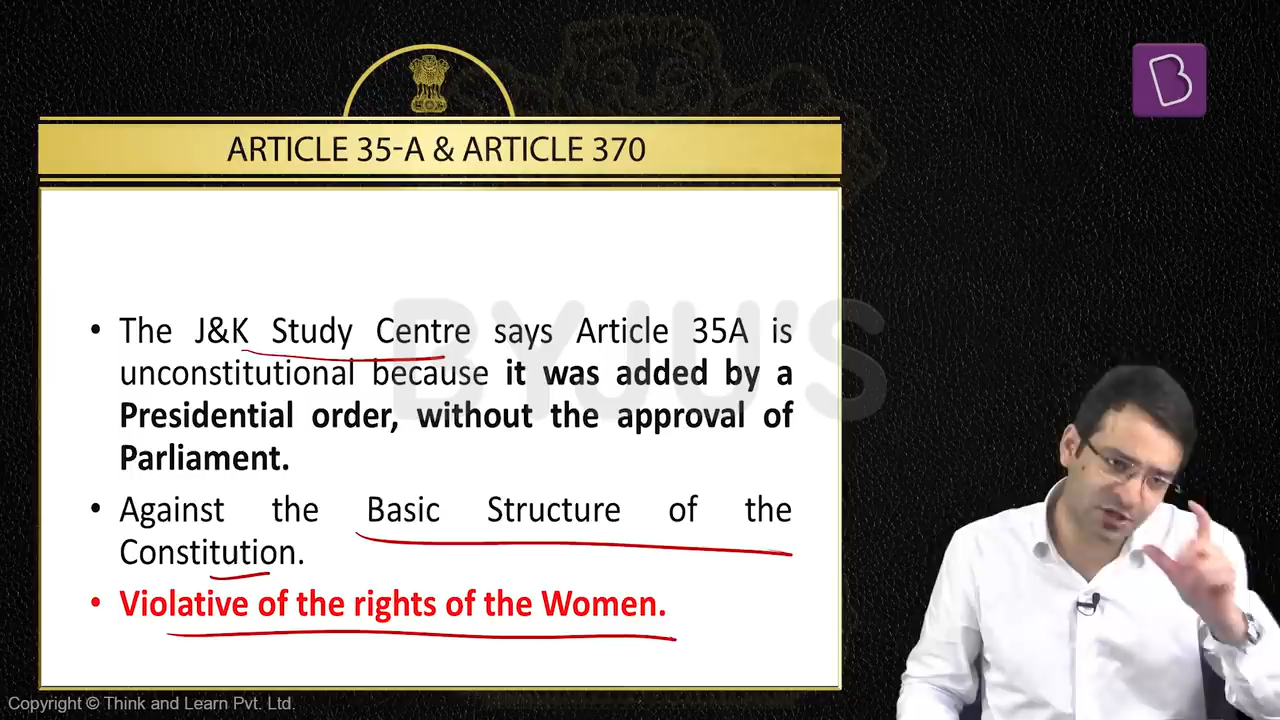 ARTICLE 35-A & ARTICLE 370
• The J&K Study Centre says Article 35A is
unconstitutional because it was added by a
Presidential order, without the approval of
Parliament.
• Against the Basic Structure of the
Constitution.
• Violative of the rights of the Women.
BYJU'S
B
Copyright © Think and Learn Pvt. Ltd.